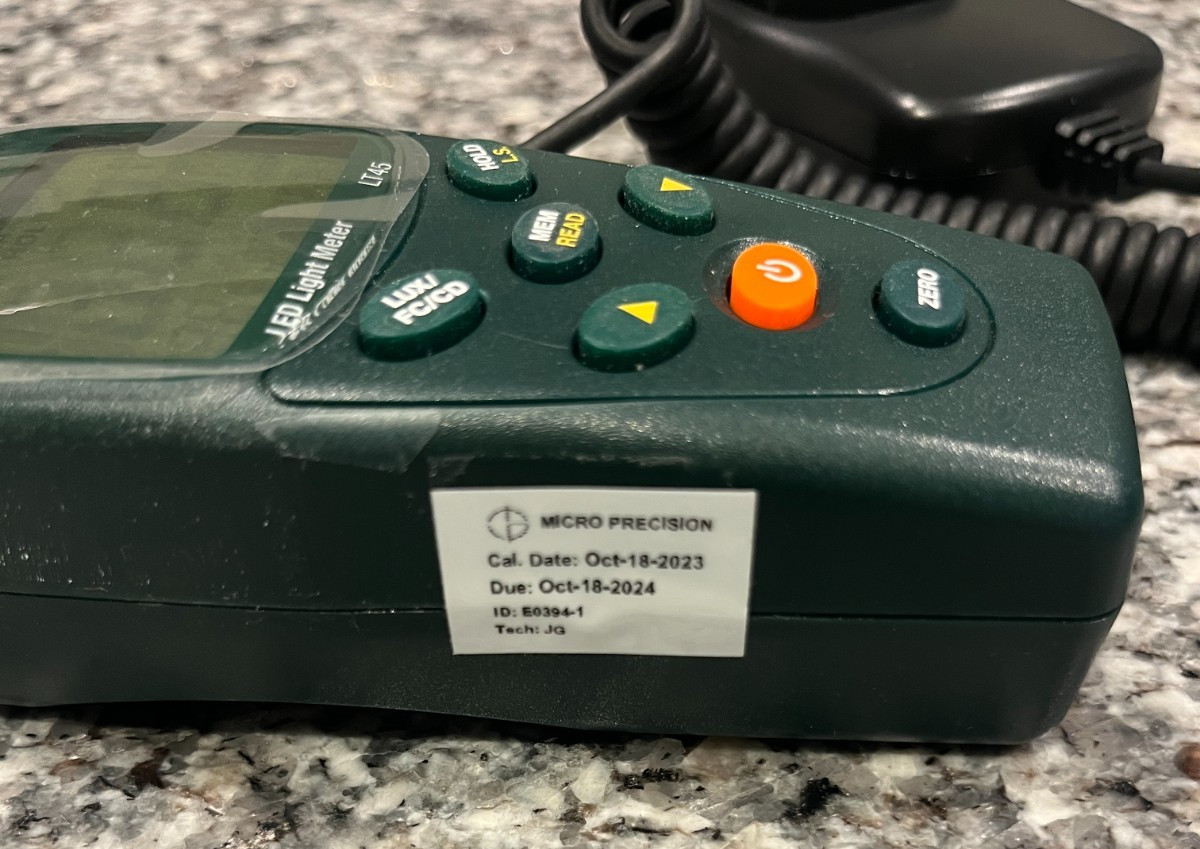 LT45
LED Light Meter
HOLD
L.S.
MEM
READ
LUX/
FC/CD
ZERO
MICRO PRECISION
Cal. Date: Oct-18-2023
Due: Oct-18-2024
ID: E0394-1
Tech: JG